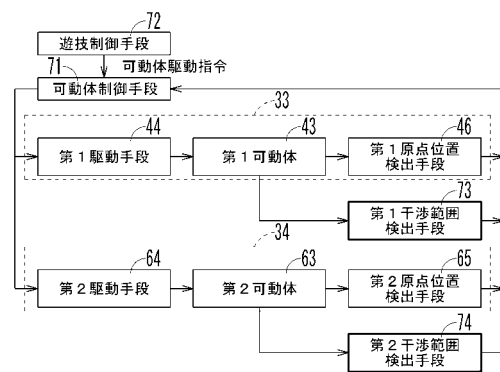 72
遊技制御手段
71
可動体駆動指令
可動体制御手段
33
44
43
46
第1駆動手段
第1可動体
第1原点位置
検出手段
73
第1干渉範囲
検出手段
34
64
63
65
第2駆動手段
第2可動体
第2原点位置
検出手段
74
第2干渉範囲
検出手段